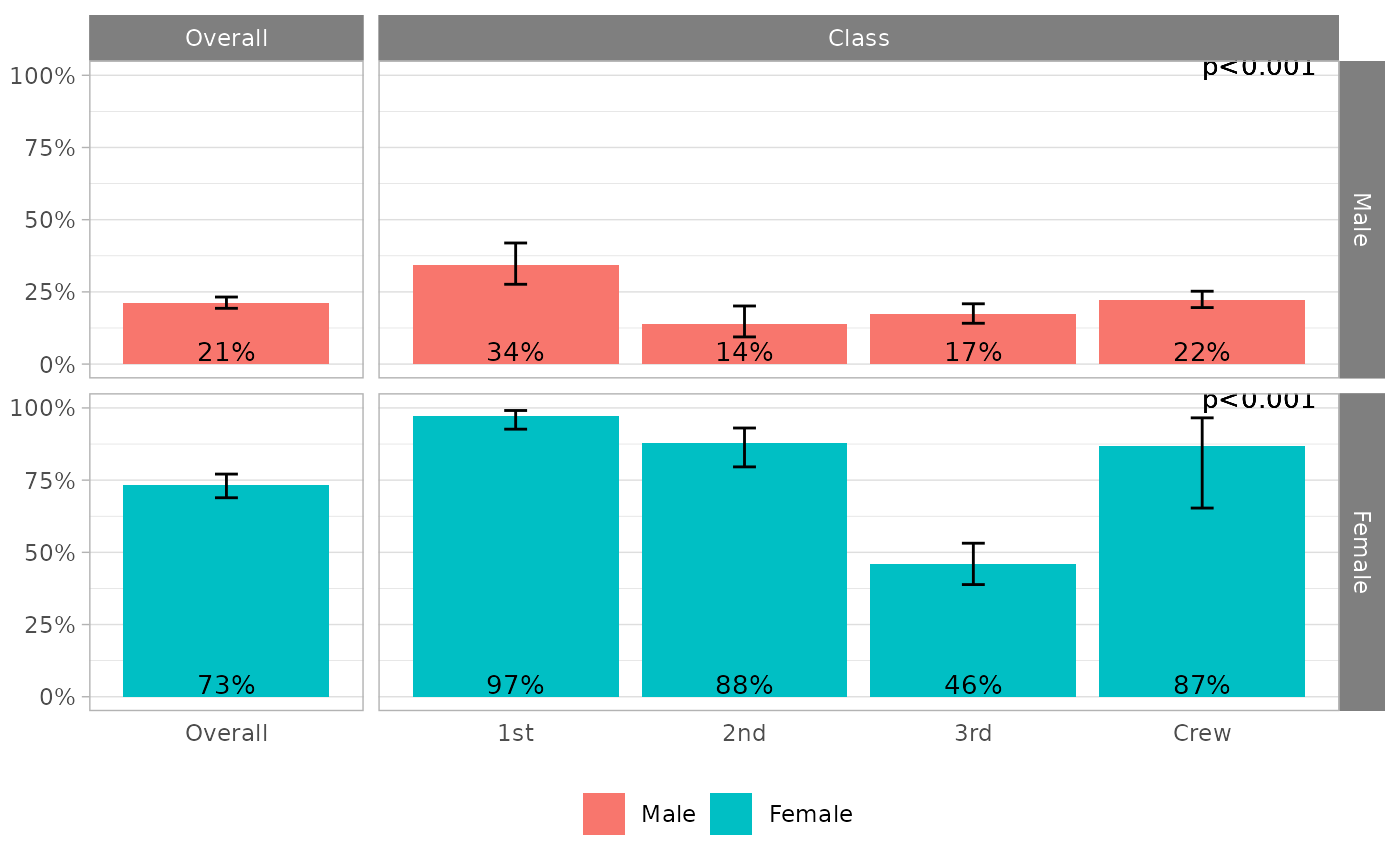 Overall Class
p<0.001
100%
75%
50%
25%
0%
21% 34% 14% 17% 22%
Male
p<0.001
100%
75%
50%
25%
0%
73% 97% 88% 46% 87%
Female
Overall 1st 2nd 3rd Crew
Male Female